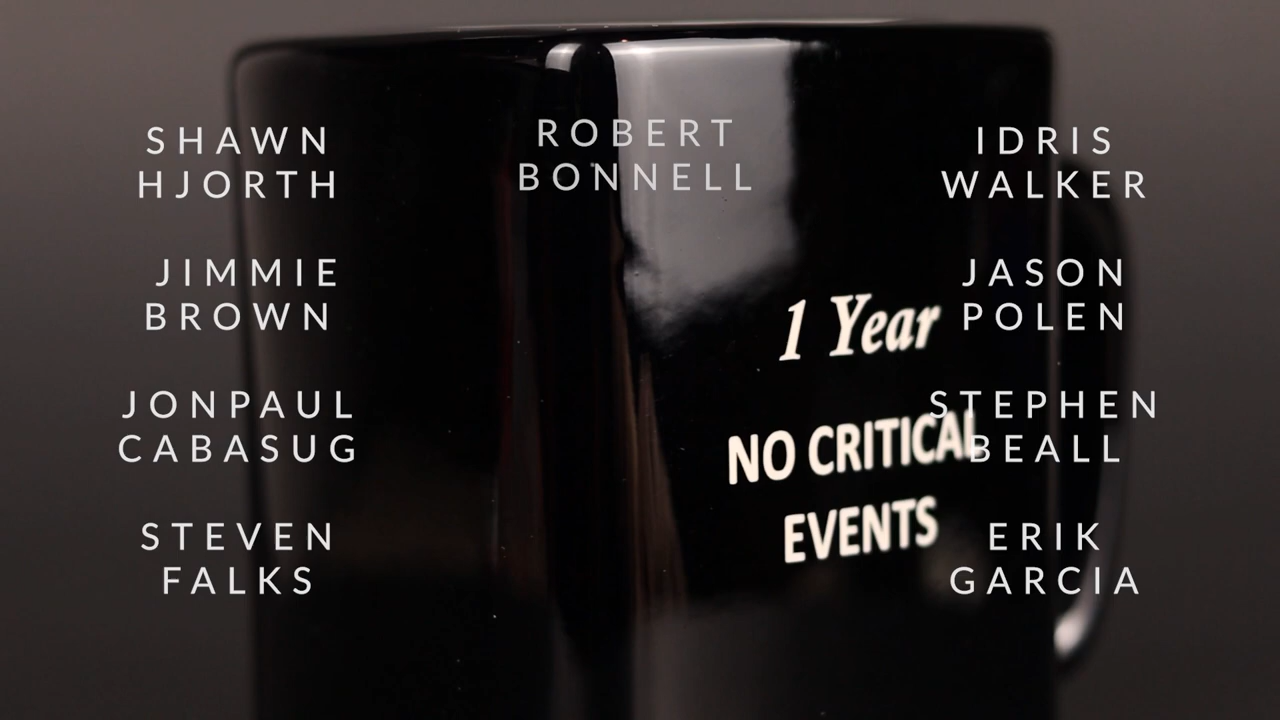 SHAWN
HJORTH
JIMMIE
BROWN
JONPAUL
CABASUG
STEVEN
FALKS
ROBERT
BONNELL
1 Year
NO CRITICAL
EVENTS
IDRIS
WALKER
JASON
POLEN
STEPHEN
BEALL
ERIK
GARCIA